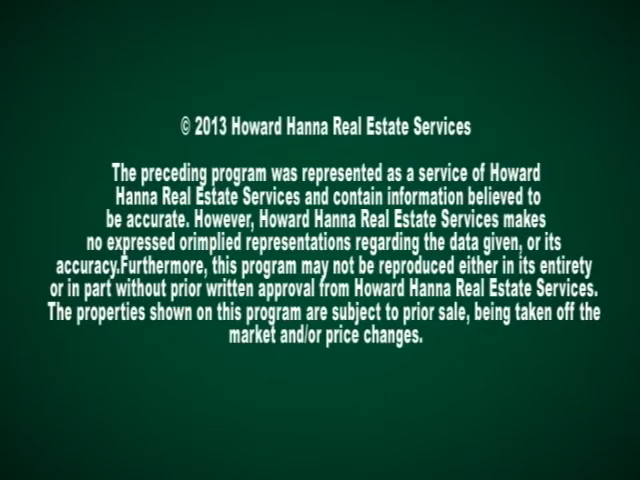 © 2013 Howard Hanna Real Estate Services
The preceding program was represented as a service of Howard
Hanna Real Estate Services and contain information believed to
be accurate. However, Howard Hanna Real Estate Services makes
no expressed orimplied representations regarding the data given, or its
accuracy.Furthermore, this program may not be reproduced either in its entirety
or in part without prior written approval from Howard Hanna Real Estate Services.
The properties shown on this program are subject to prior sale, being taken off the
market and/or price changes.